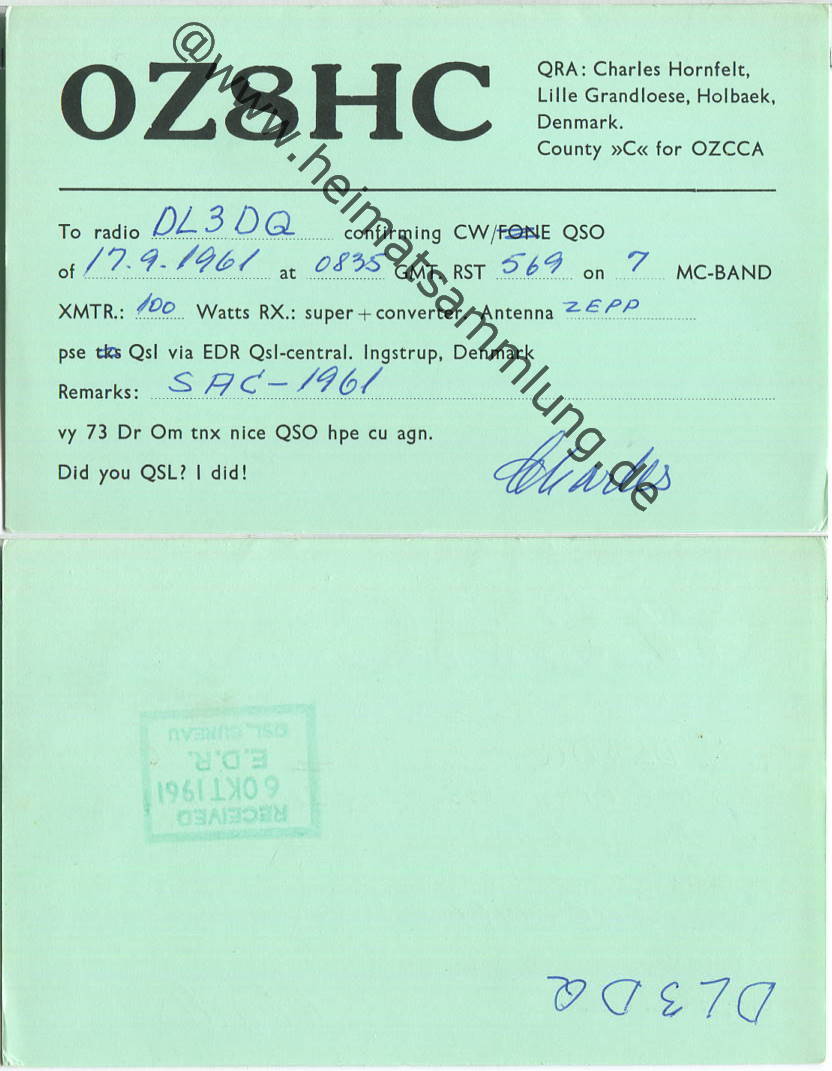 OZ8HC
QRA: Charles Hornfelt,
Lille Grandloese, Holbaek,
Denmark.
County »C« for OZCCA
To radio DL3DQ confirming CW/FONE QSO
of 17.9.1961 at 0835 GMT, RST 569 on 7 MC-BAND
XMTR.: 100 Watts RX.: super + converter. Antenna ZEPP
pse tks Qsl via EDR Qsl-central. Ingstrup, Denmark
Remarks: SAC-1961
vy 73 Dr Om tnx nice QSO hpe cu agn.
Did you QSL? I did!
Charles
@www.heimatsammlung.de
RECEIVED
6 OKT 1961
E.D.R.
QSL, BUREAU
DL3DQ